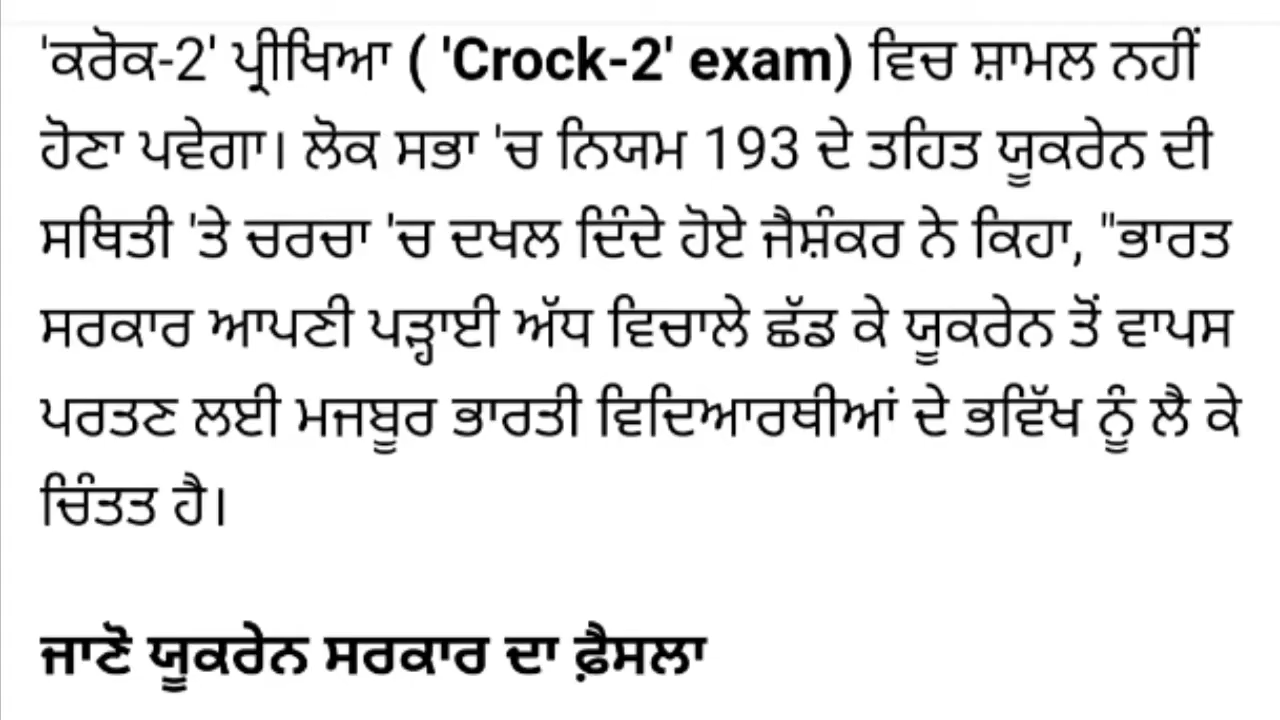 'ਕਰੋਕ-2' ਪ੍ਰੀਖਿਆ ( 'Crock-2' exam) ਵਿਚ ਸ਼ਾਮਲ ਨਹੀਂ
ਹੋਣਾ ਪਵੇਗਾ। ਲੋਕ ਸਭਾ 'ਚ ਨਿਯਮ 193 ਦੇ ਤਹਿਤ ਯੂਕਰੇਨ ਦੀ
ਸਥਿਤੀ 'ਤੇ ਚਰਚਾ 'ਚ ਦਖਲ ਦਿੰਦੇ ਹੋਏ ਜੈਸ਼ੰਕਰ ਨੇ ਕਿਹਾ, "ਭਾਰਤ
ਸਰਕਾਰ ਆਪਣੀ ਪੜ੍ਹਾਈ ਅੱਧ ਵਿਚਾਲੇ ਛੱਡ ਕੇ ਯੂਕਰੇਨ ਤੋਂ ਵਾਪਸ
ਪਰਤਣ ਲਈ ਮਜਬੂਰ ਭਾਰਤੀ ਵਿਦਿਆਰਥੀਆਂ ਦੇ ਭਵਿੱਖ ਨੂੰ ਲੈ ਕੇ
ਚਿੰਤਤ ਹੈ।
ਜਾਣੋ ਯੂਕਰੇਨ ਸਰਕਾਰ ਦਾ ਫ਼ੈਸਲਾ